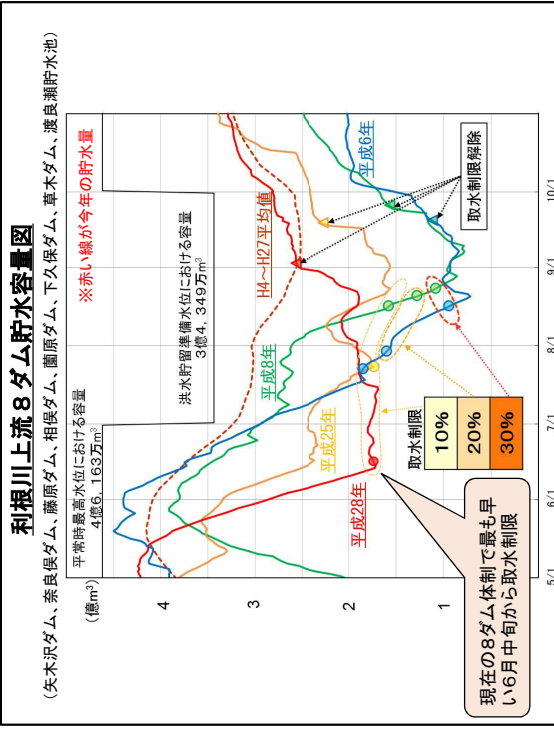 利根川上流８ダム貯水容量図
（矢木沢ダム、奈良俣ダム、藤原ダム、相俣ダム、薗原ダム、下久保ダム、草木ダム、渡良瀬貯水池）
(億m³)
平常時最高水位における容量
4億6, 163万m³
※赤い線が今年の貯水量
洪水貯留準備水位における容量
3億4, 349万m³
H4～H27平均値
平成8年
平成6年
平成25年
平成28年
取水制限
10%
20%
30%
取水制限解除
現在の8ダム体制で最も早
い6月中旬から取水制限
4
3
2
1
5/1
6/1
7/1
8/1
9/1
10/1